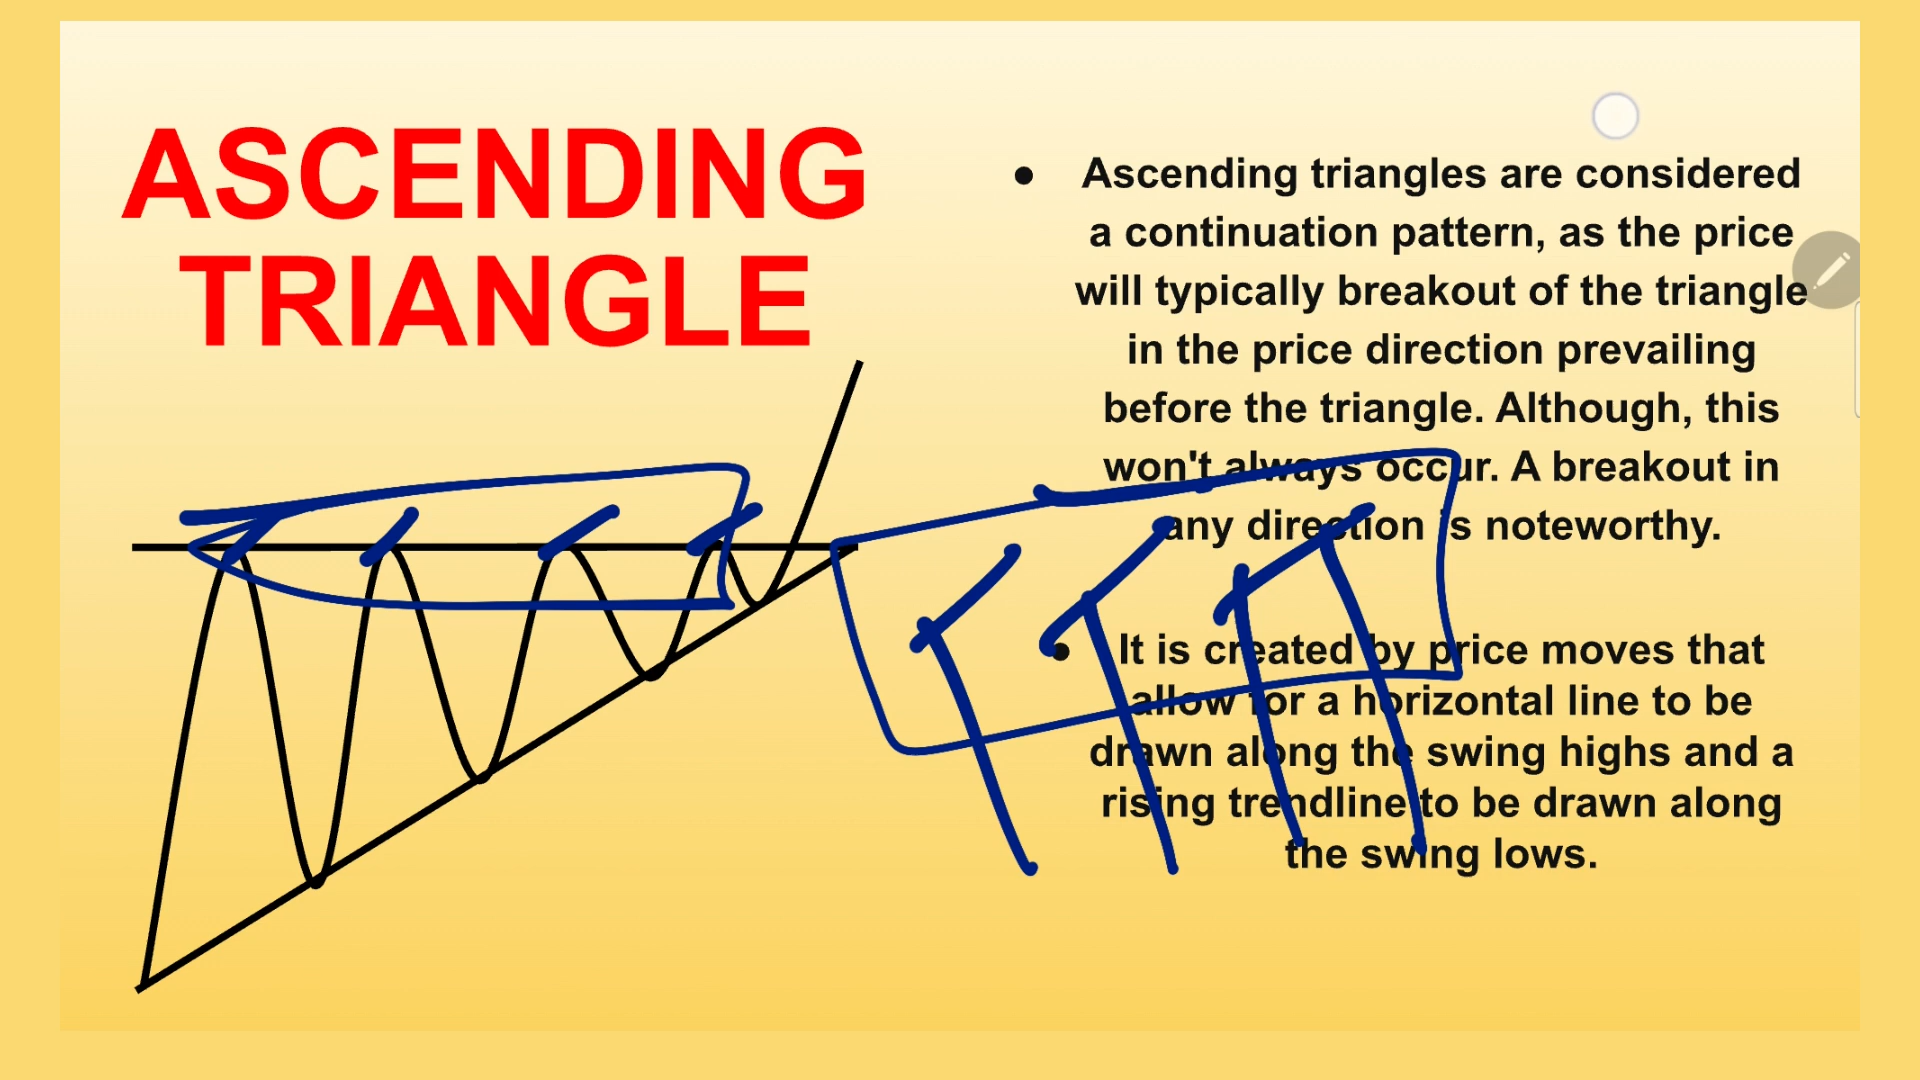 ASCENDING
TRIANGLE
● Ascending triangles are considered
a continuation pattern, as the price
will typically breakout of the triangle
in the price direction prevailing
before the triangle. Although, this
won't always occur. A breakout in
any direction is noteworthy.
● It is created by price moves that
allow for a horizontal line to be
drawn along the swing highs and a
rising trendline to be drawn along
the swing lows.